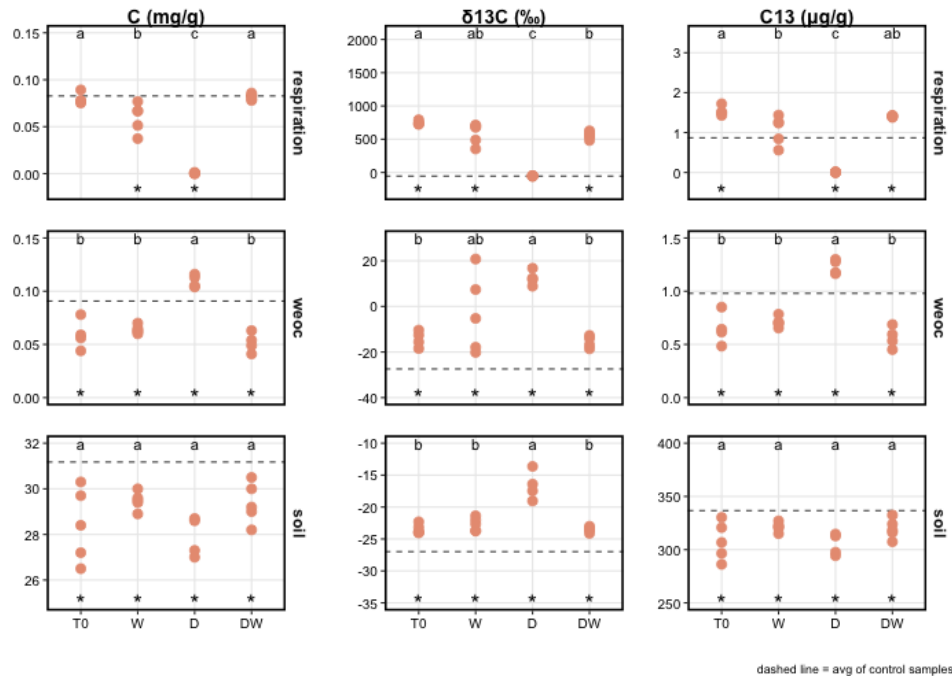 C (mg/g) δ13C (‰) C13 (µg/g)
a b c a
0.15
0.10
0.05
0.00
* *
respiration
a ab c b
2000
1500
1000
500
0
* * *
respiration
a b c ab
3
2
1
0
* * *
respiration
b b a b
0.15
0.10
0.05
0.00
* * * *
weoc
b ab a b
20
0
-20
-40
* * * *
weoc
b b a b
1.5
1.0
0.5
0.0
* * * *
weoc
a a a a
32
30
28
26
* * * *
soil
T0 W D DW
b b a b
-10
-15
-20
-25
-30
-35
* * * *
soil
T0 W D DW
a a a a
400
350
300
250
* * * *
soil
T0 W D DW
dashed line = avg of control samples